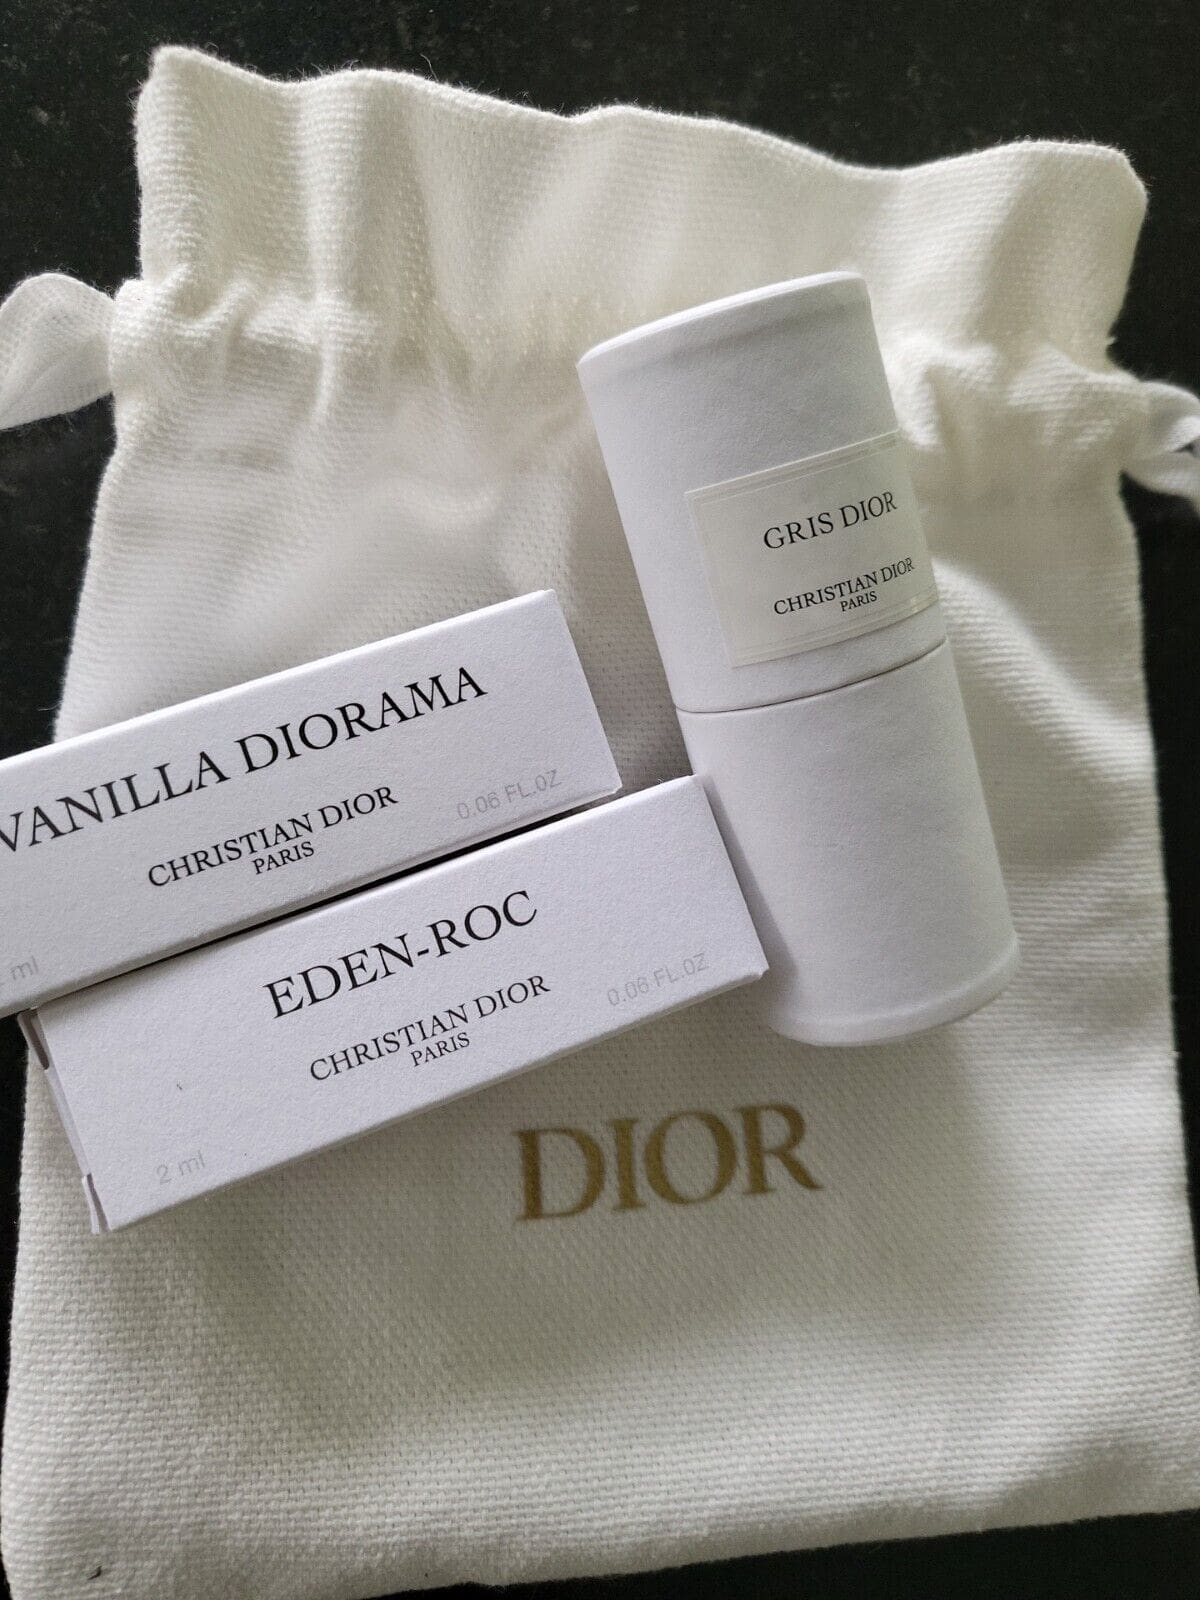 GRIS DIOR
CHRISTIAN DIOR
PARIS
VANILLA DIORAMA
CHRISTIAN DIOR
PARIS
0.06 FL.OZ
ml
EDEN-ROC
CHRISTIAN DIOR
PARIS
0.06 FL.OZ
2 ml
DIOR